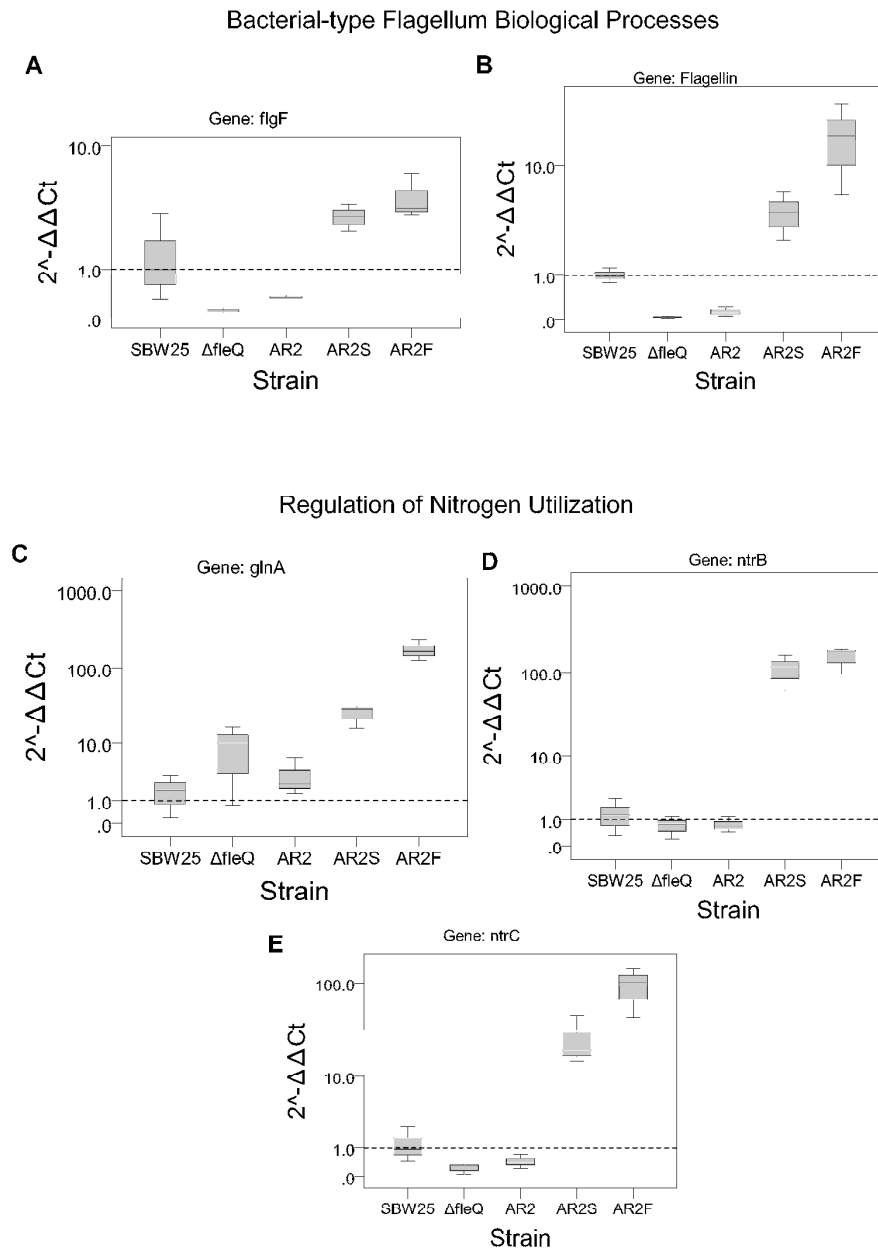 Bacterial-type Flagellum Biological Processes
A
Gene: flgF
10.0
1.0
.0
2^-ΔΔCt
SBW25 ΔfleQ AR2 AR2S AR2F
Strain
B
Gene: Flagellin
10.0
1.0
.0
2^-ΔΔCt
SBW25 ΔfleQ AR2 AR2S AR2F
Strain
Regulation of Nitrogen Utilization
C
Gene: glnA
1000.0
100.0
10.0
1.0
.0
2^-ΔΔCt
SBW25 ΔfleQ AR2 AR2S AR2F
Strain
D
Gene: ntrB
1000.0
100.0
10.0
1.0
.0
2^-ΔΔCt
SBW25 ΔfleQ AR2 AR2S AR2F
Strain
E
Gene: ntrC
100.0
10.0
1.0
.0
2^-ΔΔCt
SBW25 ΔfleQ AR2 AR2S AR2F
Strain